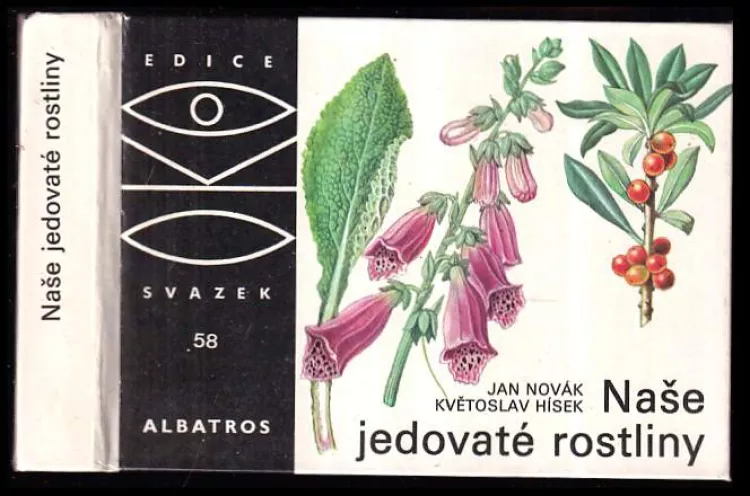 Naše jedovaté rostliny
EDICE
SVAZEK
58
ALBATROS
JAN NOVÁK
KVĚTOSLAV HÍSEK
Naše
jedovaté rostliny